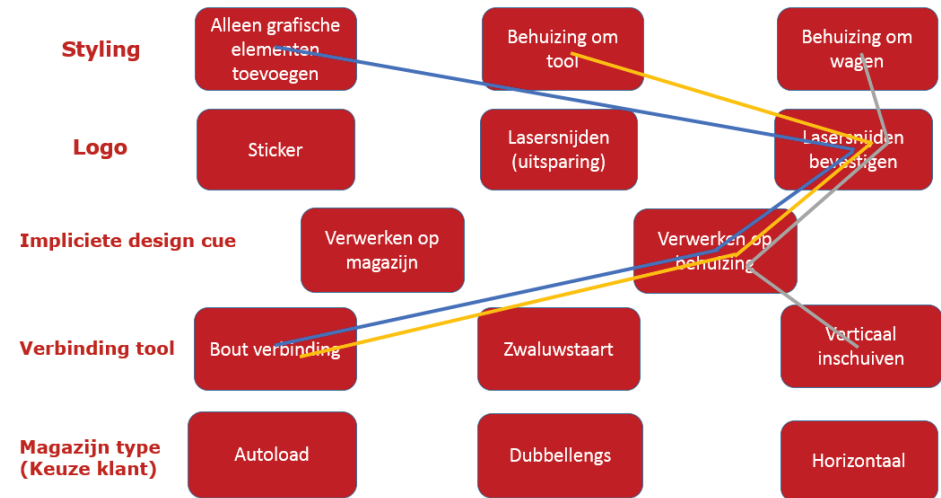 Styling
Alleen grafische
elementen
toevoegen
Behuizing om
tool
Behuizing om
wagen
Logo
Sticker
Lasersnijden
(uitsparing)
Lasersnijden
bevestigen
Impliciete design cue
Verwerken op
magazijn
Verwerken op
behuizing
Verbinding tool
Bout verbinding
Zwaluwstaart
Verticaal
inschuiven
Magazijn type
(Keuze klant)
Autoload
Dubbellengs
Horizontaal